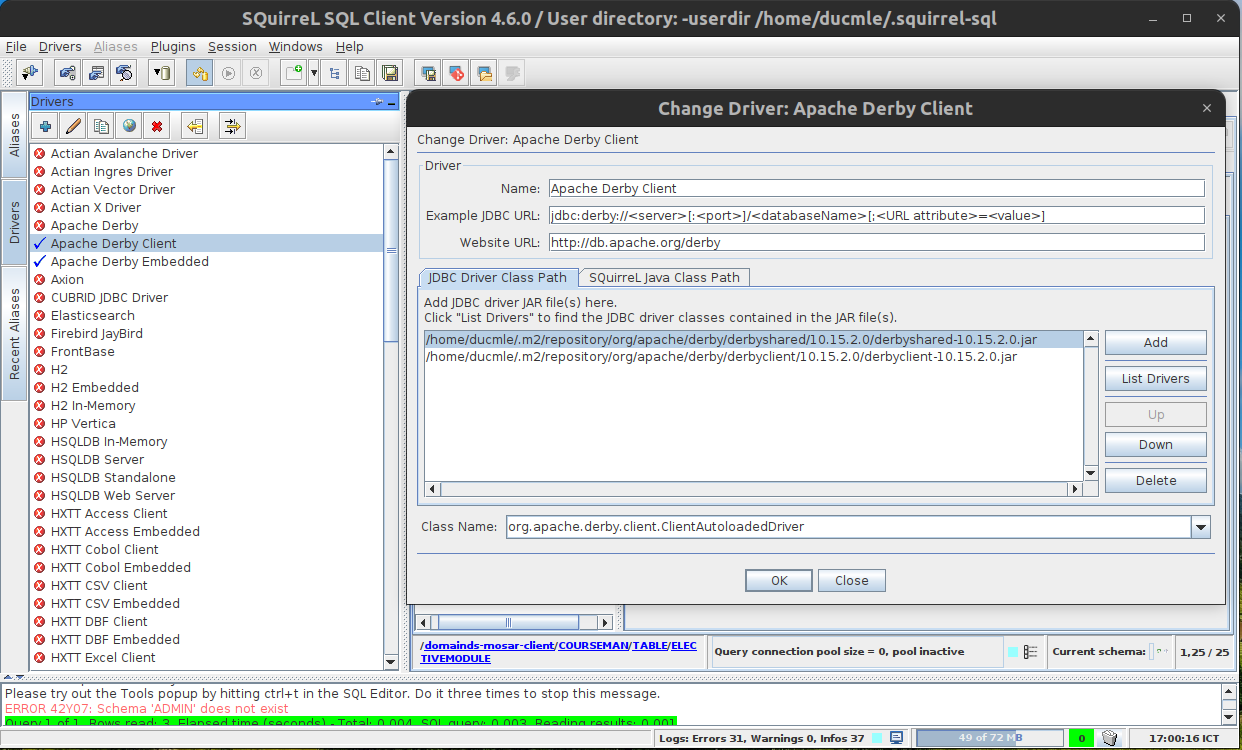 SQuirreL SQL Client Version 4.6.0 / User directory: -userdir /home/ducmle/.squirrel-sql
File Drivers Aliases Plugins Session Windows Help
Aliases
Drivers
Recent Aliases
Drivers
Actian Avalanche Driver
Actian Ingres Driver
Actian Vector Driver
Actian X Driver
Apache Derby
Apache Derby Client
Apache Derby Embedded
Axion
CUBRID JDBC Driver
Elasticsearch
Firebird JayBird
FrontBase
H2
H2 Embedded
H2 In-Memory
HP Vertica
HSQLDB In-Memory
HSQLDB Server
HSQLDB Standalone
HSQLDB Web Server
HXTT Access Client
HXTT Access Embedded
HXTT Cobol Client
HXTT Cobol Embedded
HXTT CSV Client
HXTT CSV Embedded
HXTT DBF Client
HXTT DBF Embedded
HXTT Excel Client
Change Driver: Apache Derby Client
Change Driver: Apache Derby Client
Driver
Name: Apache Derby Client
Example JDBC URL: jdbc:derby://<server>[:<port>]/<databaseName>[;<URL attribute>=<value>]
Website URL: http://db.apache.org/derby
JDBC Driver Class Path SQuirreL Java Class Path
Add JDBC driver JAR file(s) here.
Click "List Drivers" to find the JDBC driver classes contained in the JAR file(s).
/home/ducmle/.m2/repository/org/apache/derby/derbyshared/10.15.2.0/derbyshared-10.15.2.0.jar
/home/ducmle/.m2/repository/org/apache/derby/derbyclient/10.15.2.0/derbyclient-10.15.2.0.jar
Add
List Drivers
Up
Down
Delete
Class Name: org.apache.derby.client.ClientAutoloadedDriver
OK Close
/domainds-mosar-client/COURSEMAN/TABLE/ELEC
TIVEMODULE
Query connection pool size = 0, pool inactive
Current schema:
1,25 / 25
Please try out the Tools popup by hitting ctrl+t in the SQL Editor. Do it three times to stop this message.
ERROR 42Y07: Schema 'ADMIN' does not exist
Query 1 of 1, Rows read: 3, Elapsed time (seconds) - Total: 0.004, SQL query: 0.003, Reading results: 0.001
Logs: Errors 31, Warnings 0, Infos 37
49 of 72 MB
0
17:00:16 ICT